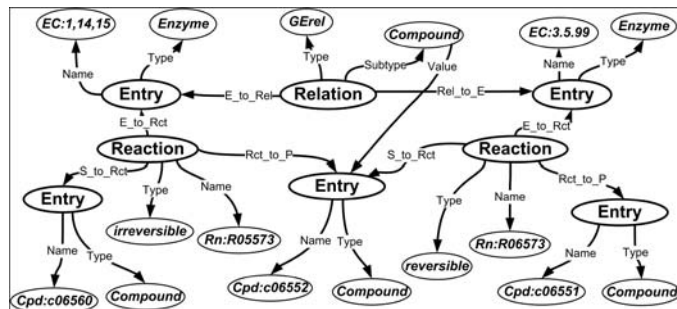 EC:1,14,15
Enzyme
GErel
Compound
EC:3.5.99
Enzyme
Name
Type
Type
Subtype
Value
Name
Type
Entry
E_to_Rel
Relation
Rel_to_E
Entry
E_to_Rct
E_to_Rct
Reaction
Rct_to_P
S_to_Rct
Reaction
S_to_Rct
Type
Name
Entry
Rct_to_P
Entry
Type
Name
Entry
irreversible
Rn:R05573
Name
Type
Name
Type
reversible
Rn:R06573
Name
Type
Cpd:c06560
Compound
Cpd:c06552
Compound
Cpd:c06551
Compound